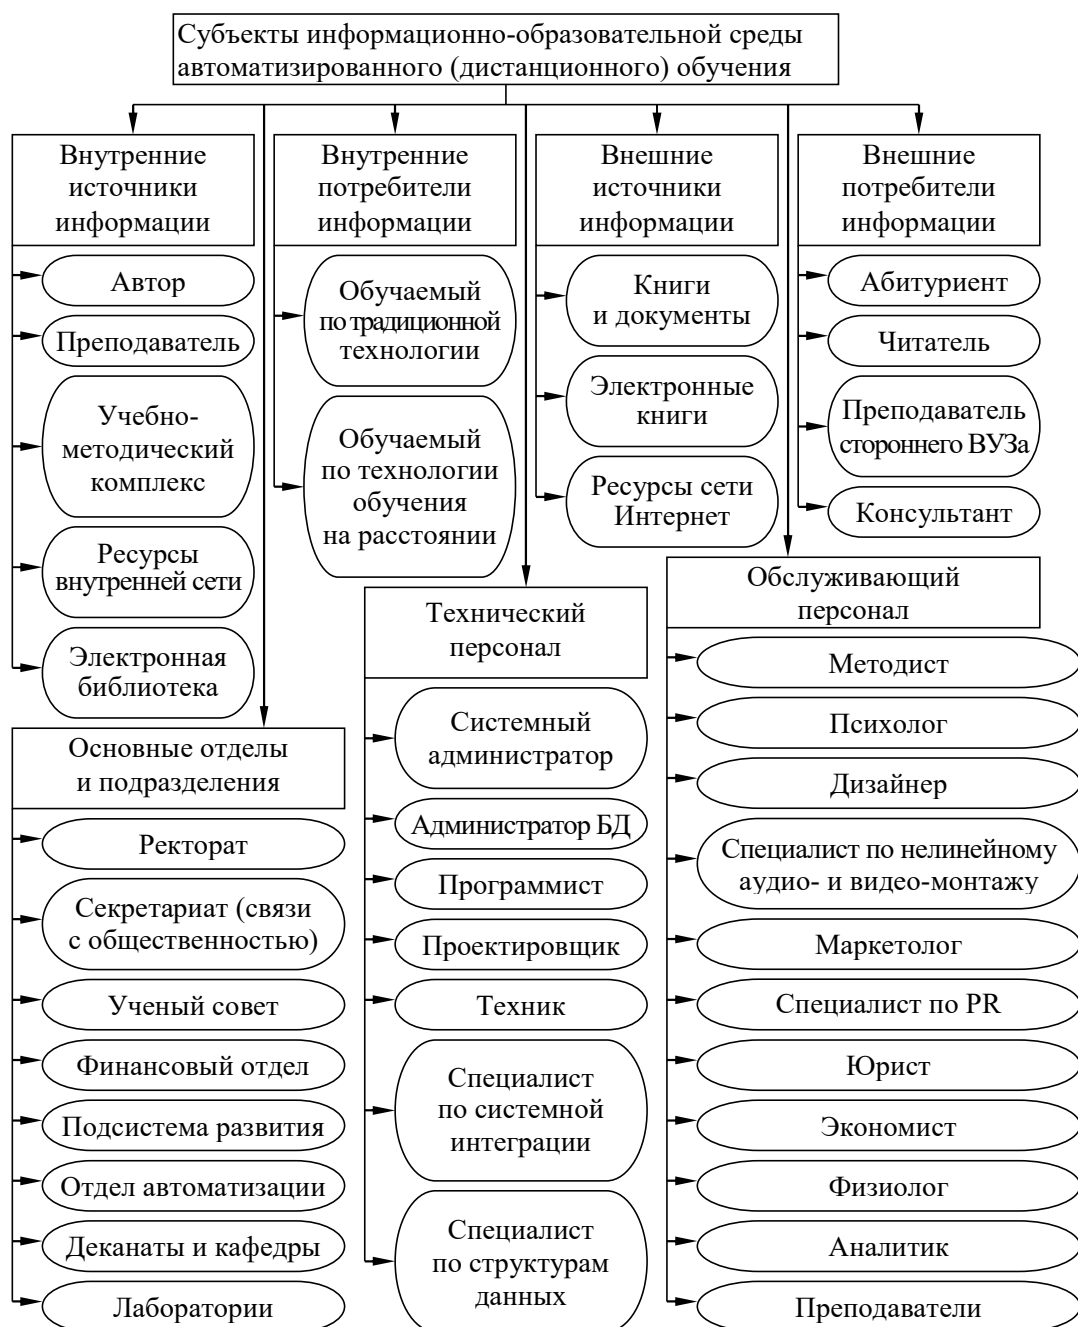 Субъекты информационно-образовательной среды
автоматизированного (дистанционного) обучения
Внутренние
источники
информации
Автор
Преподаватель
Учебно-
методический
комплекс
Ресурсы
внутренней сети
Электронная
библиотека
Внутренние
потребители
информации
Обучаемый
по традиционной
технологии
Обучаемый
по технологии
обучения
на расстоянии
Внешние
источники
информации
Книги
и документы
Электронные
книги
Ресурсы сети
Интернет
Внешние
потребители
информации
Абитуриент
Читатель
Преподаватель
стороннего ВУЗа
Консультант
Основные отделы
и подразделения
Ректорат
Секретариат (связи
с общественностью)
Ученый совет
Финансовый отдел
Подсистема развития
Отдел автоматизации
Деканаты и кафедры
Лаборатории
Технический
персонал
Системный
администратор
Администратор БД
Программист
Проектировщик
Техник
Специалист
по системной
интеграции
Специалист
по структурам
данных
Обслуживающий
персонал
Методист
Психолог
Дизайнер
Специалист по нелинейному
аудио- и видео-монтажу
Маркетолог
Специалист по PR
Юрист
Экономист
Физиолог
Аналитик
Преподаватели